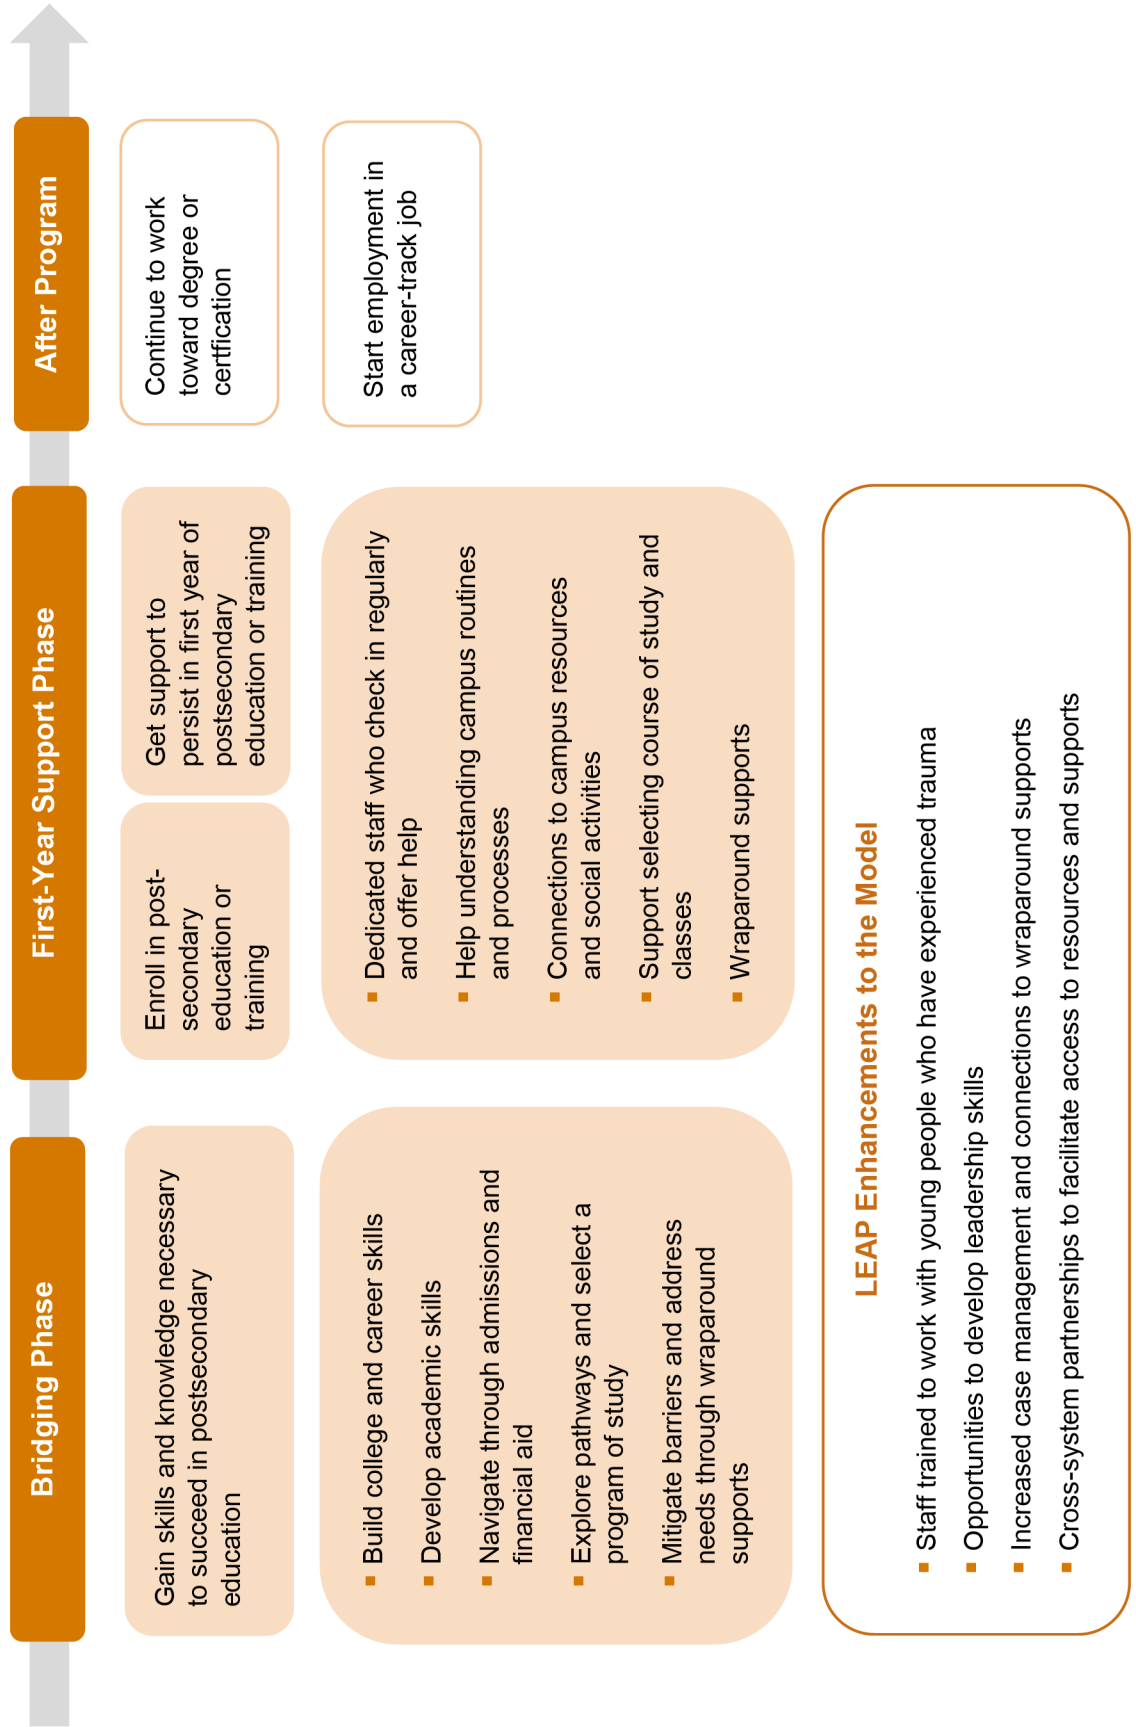 Bridging Phase
First-Year Support Phase
After Program
Gain skills and knowledge necessary
to succeed in postsecondary
education
Enroll in post-
secondary
education or
training
Get support to
persist in first year of
postsecondary
education or training
Continue to work
toward degree or
certfication
Build college and career skills
Develop academic skills
Navigate through admissions and
financial aid
Explore pathways and select a
program of study
Mitigate barriers and address
needs through wraparound
supports
Dedicated staff who check in regularly
and offer help
Help understanding campus routines
and processes
Connections to campus resources
and social activities
Support selecting course of study and
classes
Wraparound supports
Start employment in
a career-track job
LEAP Enhancements to the Model
Staff trained to work with young people who have experienced trauma
Opportunities to develop leadership skills
Increased case management and connections to wraparound supports
Cross-system partnerships to facilitate access to resources and supports